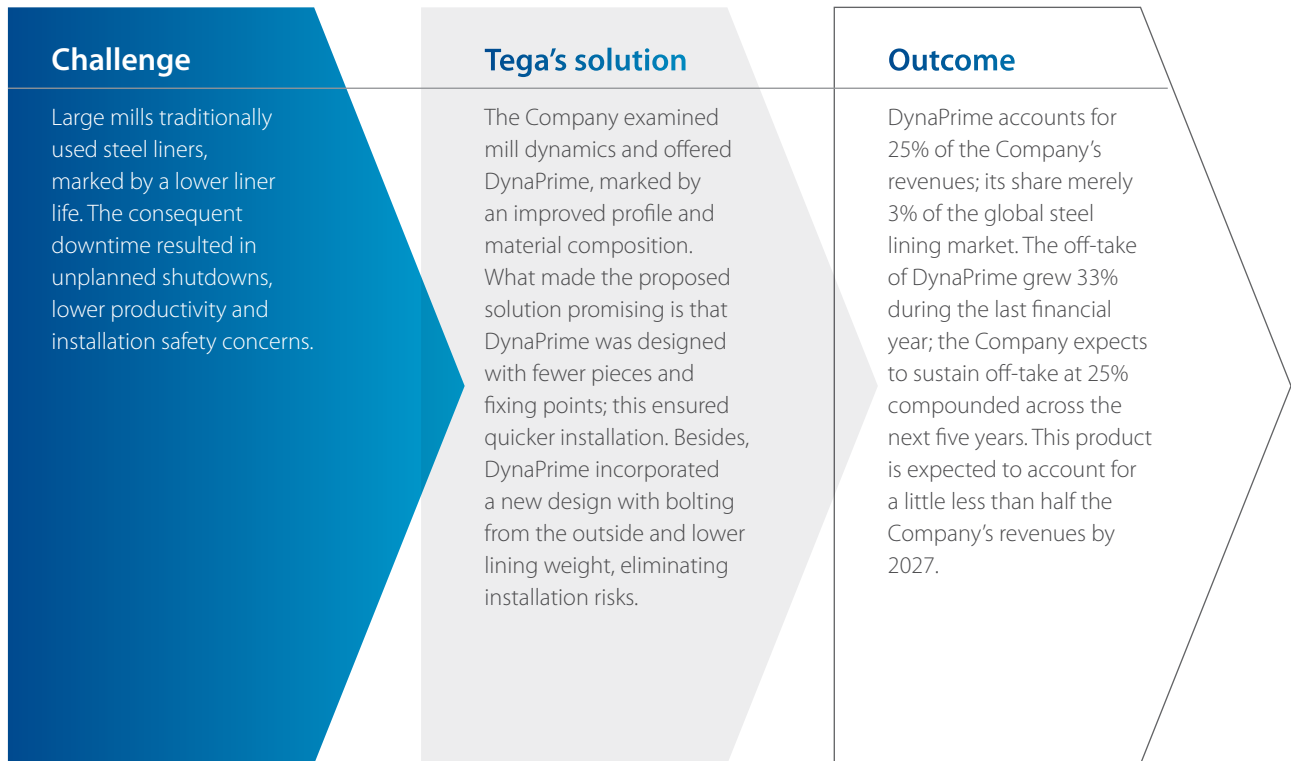 Challenge
Large mills traditionally
used steel liners,
marked by a lower liner
life. The consequent
downtime resulted in
unplanned shutdowns,
lower productivity and
installation safety concerns.
Tega's solution
The Company examined
mill dynamics and offered
DynaPrime, marked by
an improved profile and
material composition.
What made the proposed
solution promising is that
DynaPrime was designed
with fewer pieces and
fixing points; this ensured
quicker installation. Besides,
DynaPrime incorporated
a new design with bolting
from the outside and lower
lining weight, eliminating
installation risks.
Outcome
DynaPrime accounts for
25% of the Company's
revenues; its share merely
3% of the global steel
lining market. The off-take
of DynaPrime grew 33%
during the last financial
year; the Company expects
to sustain off-take at 25%
compounded across the
next five years. This product
is expected to account for
a little less than half the
Company's revenues by
2027.